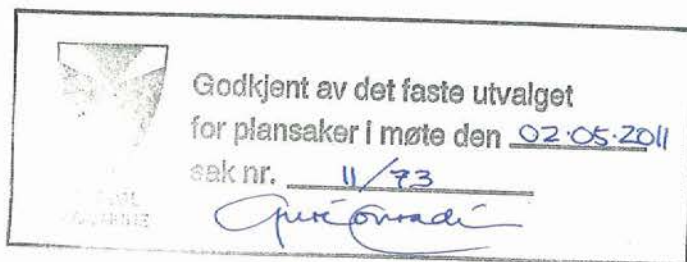 Godkjent av det faste utvalget
for plansaker i møte den 02.05.2011
sak nr. 11/73